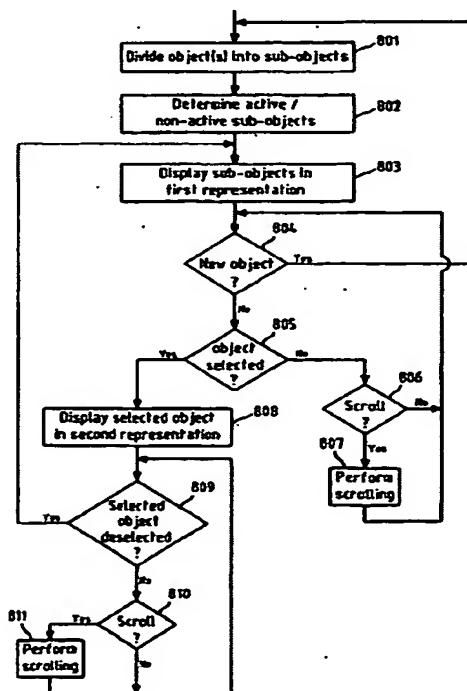 801
Divide object(s) into sub-objects
802
Determine active /
non-active sub-objects
803
Display sub-objects in
first representation
804
New object
?
Yes
No
805
object
selected
?
Yes
No
806
Scroll
?
No
Yes
807
Perform
scrolling
808
Display selected object
in second representation
809
Selected
object
deselected
?
Yes
No
810
Scroll
?
Yes
No
811
Perform
scrolling